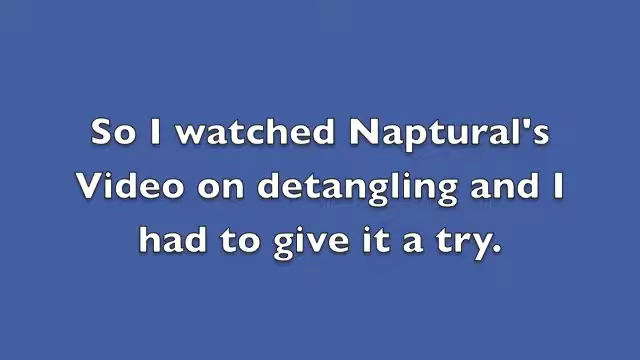 So I watched Naptural's
Video on detangling and I
had to give it a try.